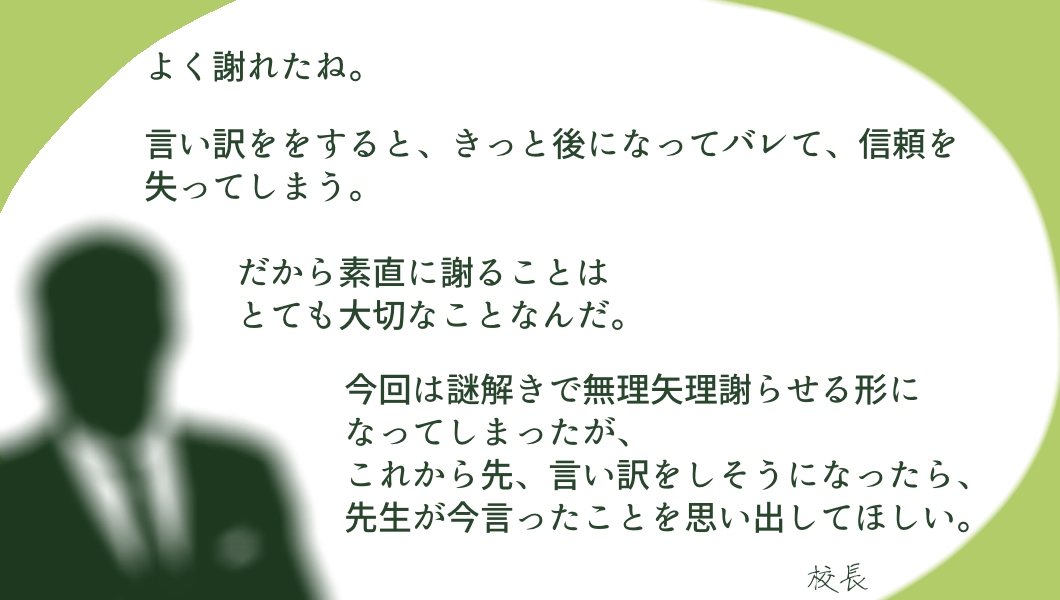 よく謝れたね。
言い訳ををすると、きっと後になってバレて、信頼を
失ってしまう。
だから素直に謝ることは
とても大切なことなんだ。
今回は謎解きで無理矢理謝らせる形に
なってしまったが、
これから先、言い訳をしそうになったら、
先生が今言ったことを思い出してほしい。
校長